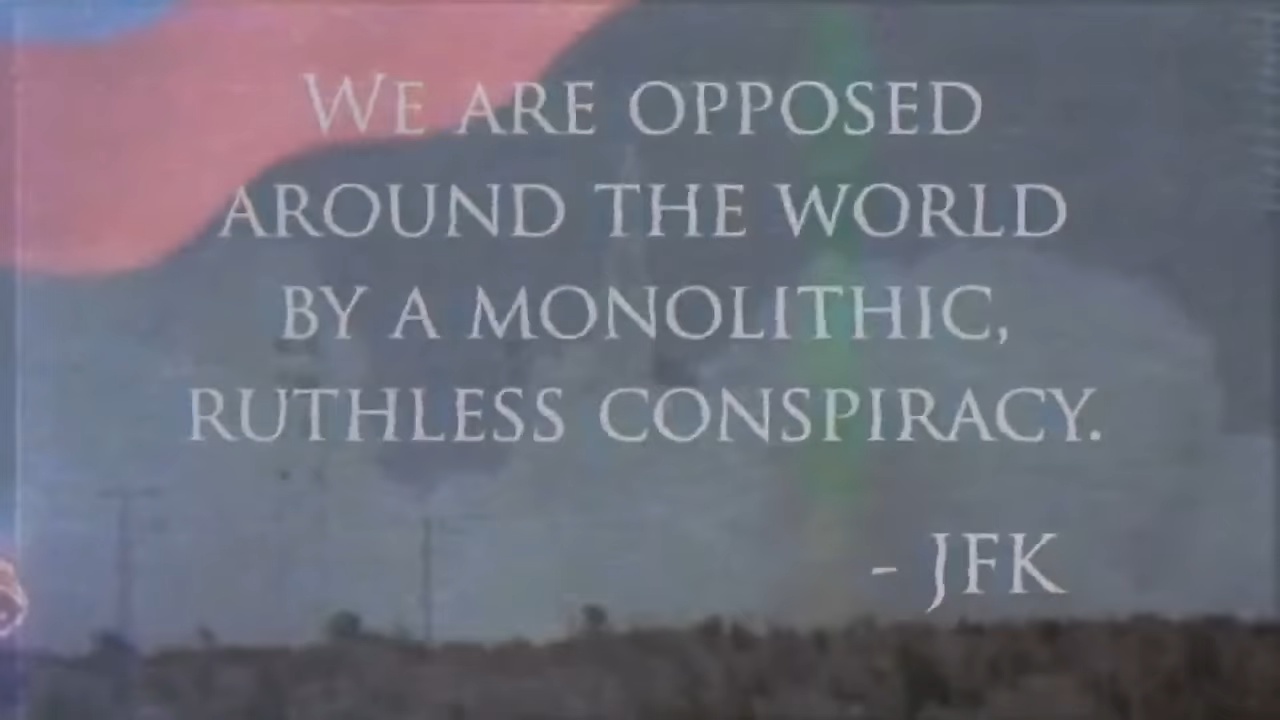 We are opposed
around the world
by a monolithic,
ruthless conspiracy.
- JFK